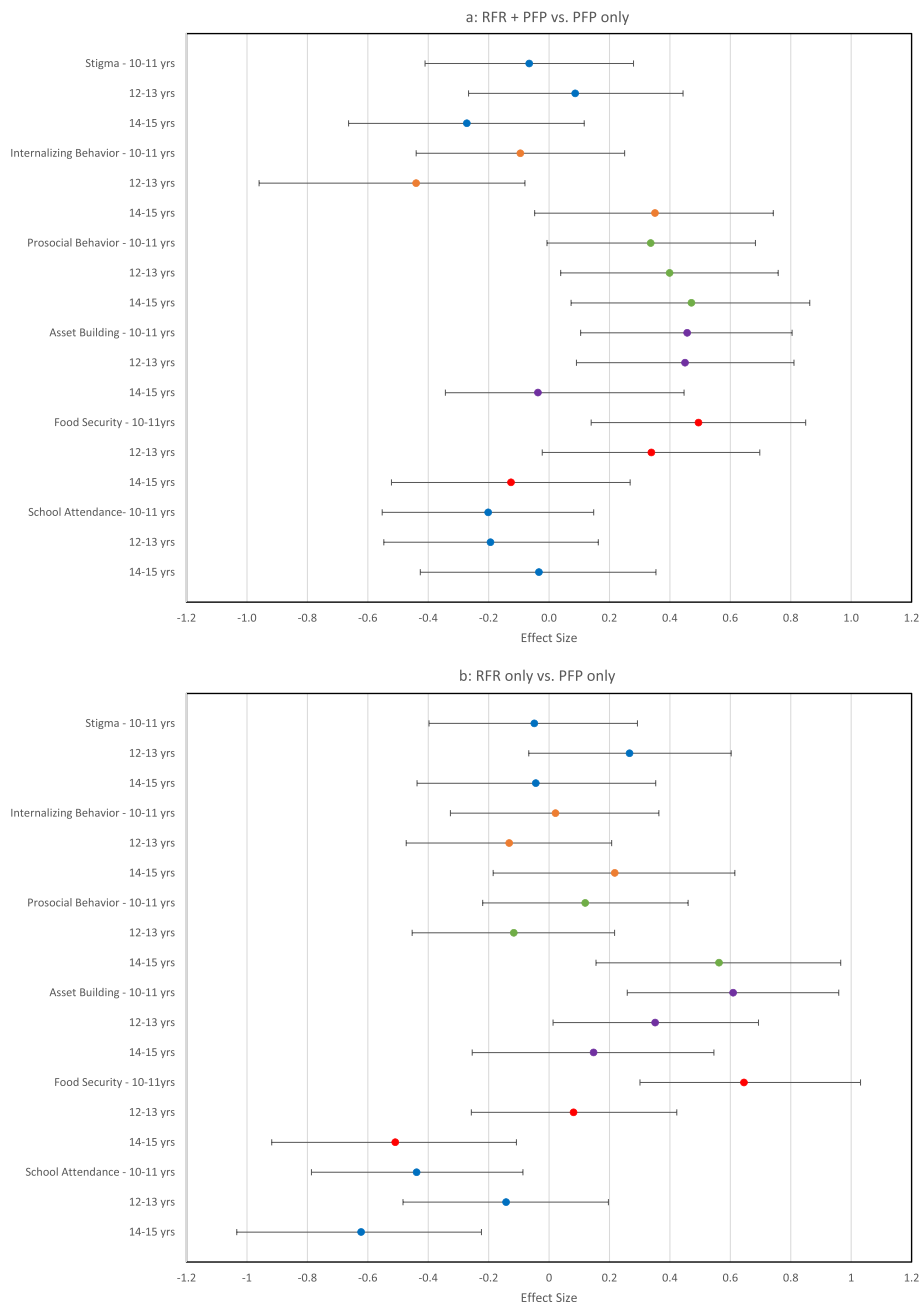 a: RFR + PFP vs. PFP only
Stigma - 10-11 yrs
12-13 yrs
14-15 yrs
Internalizing Behavior - 10-11 yrs
12-13 yrs
14-15 yrs
Prosocial Behavior - 10-11 yrs
12-13 yrs
14-15 yrs
Asset Building - 10-11 yrs
12-13 yrs
14-15 yrs
Food Security - 10-11yrs
12-13 yrs
14-15 yrs
School Attendance- 10-11 yrs
12-13 yrs
14-15 yrs
-1.2 -1.0 -0.8 -0.6 -0.4 -0.2 0.0 0.2 0.4 0.6 0.8 1.0 1.2
Effect Size
b: RFR only vs. PFP only
Stigma - 10-11 yrs
12-13 yrs
14-15 yrs
Internalizing Behavior - 10-11 yrs
12-13 yrs
14-15 yrs
Prosocial Behavior - 10-11 yrs
12-13 yrs
14-15 yrs
Asset Building - 10-11 yrs
12-13 yrs
14-15 yrs
Food Security - 10-11yrs
12-13 yrs
14-15 yrs
School Attendance - 10-11 yrs
12-13 yrs
14-15 yrs
-1.2 -1 -0.8 -0.6 -0.4 -0.2 0 0.2 0.4 0.6 0.8 1 1.2
Effect Size